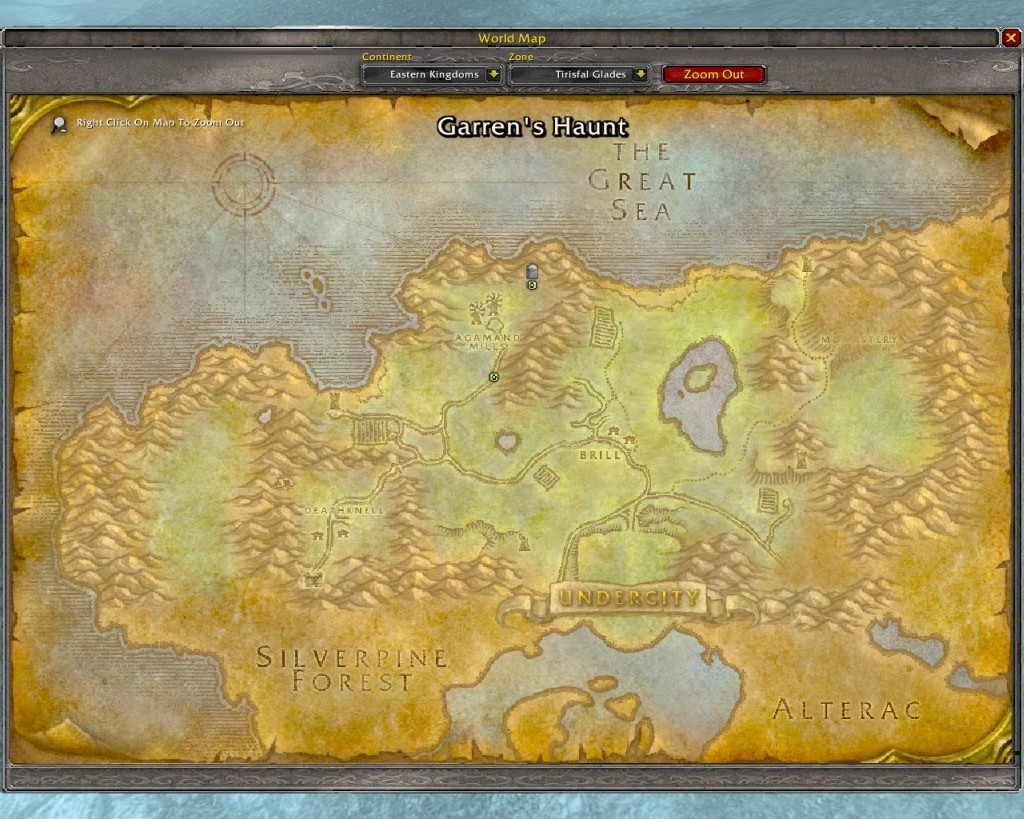 World Map
Continent
Zone
Eastern Kingdoms
Tirisfal Glades
Zoom Out
Right Click On Map To Zoom Out
Garren's Haunt
THE
GREAT
SEA
AGAMAND
MILLS
MONASTERY
BRILL
DEATHKNELL
UNDERCITY
SILVERPINE
FOREST
ALTERAC